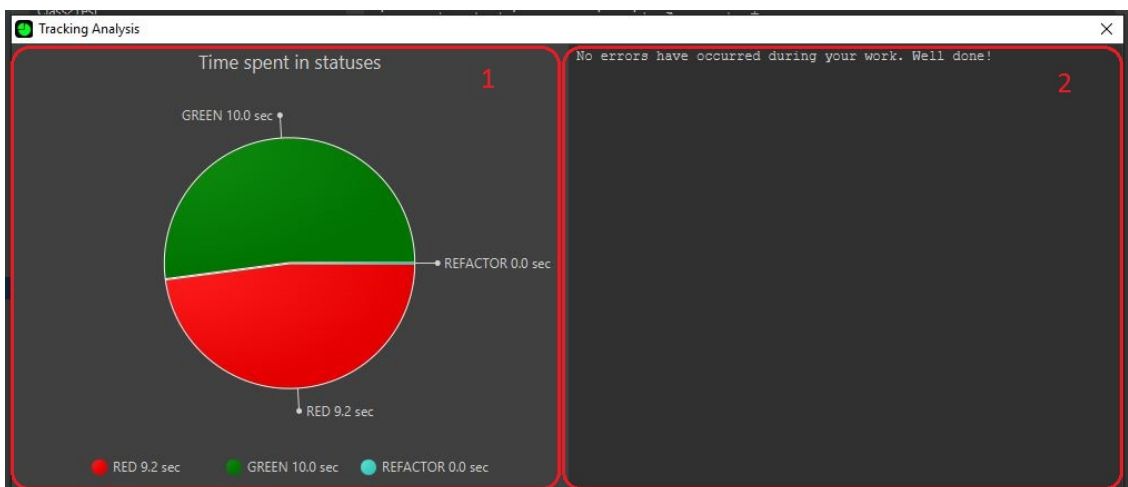 Class2Test
Tracking Analysis
Time spent in statuses
1
GREEN 10.0 sec
REFACTOR 0.0 sec
RED 9.2 sec
RED 9.2 sec GREEN 10.0 sec REFACTOR 0.0 sec
No errors have occurred during your work. Well done!
2